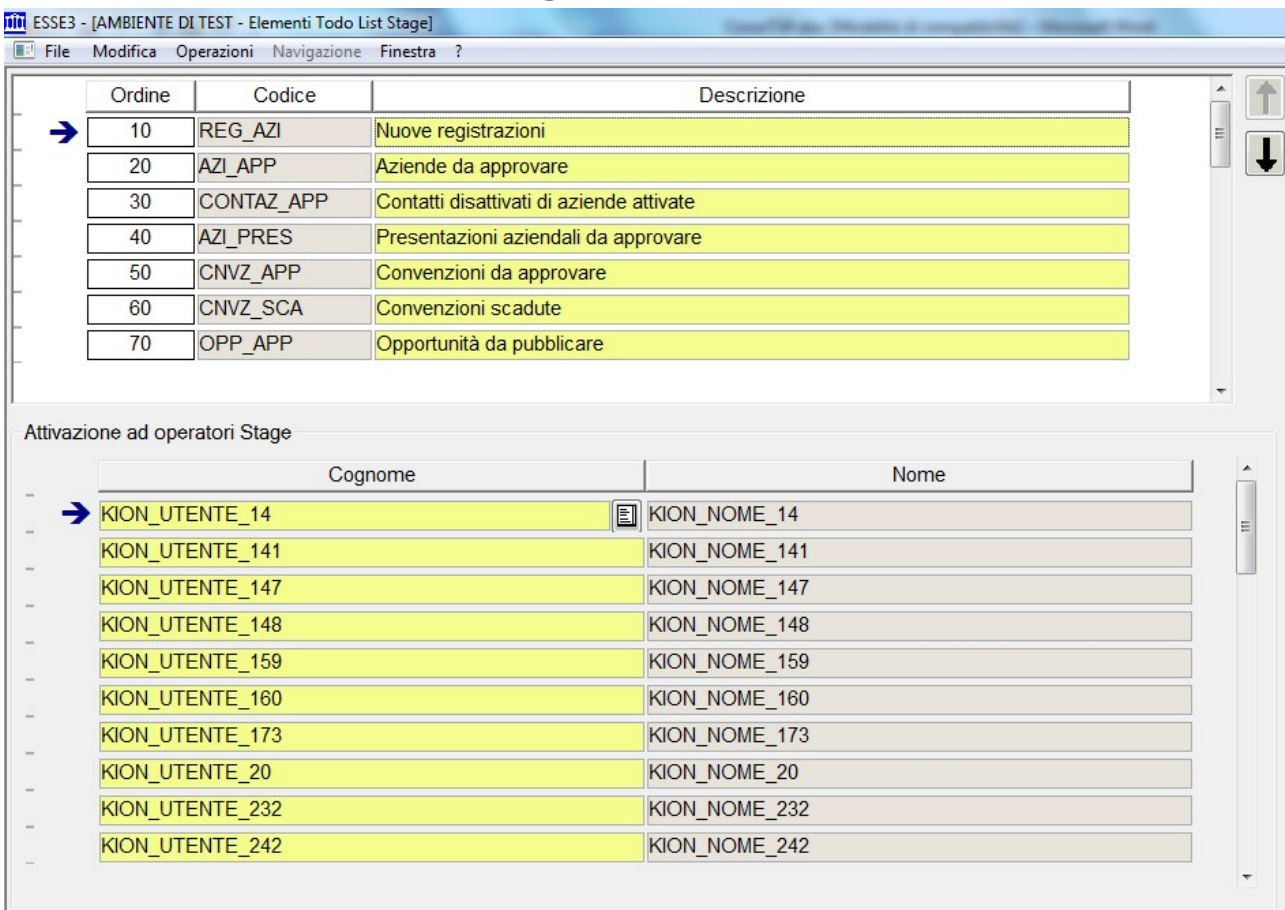 ESSE3 - [AMBIENTE DI TEST - Elementi Todo List Stage]
File Modifica Operazioni Navigazione Finestra ?
Ordine Codice Descrizione
10 REG_AZI Nuove registrazioni
20 AZI_APP Aziende da approvare
30 CONTAZ_APP Contatti disattivati di aziende attivate
40 AZI_PRES Presentazioni aziendali da approvare
50 CNVZ_APP Convenzioni da approvare
60 CNVZ_SCA Convenzioni scadute
70 OPP_APP Opportunità da pubblicare
Attivazione ad operatori Stage
Cognome Nome
KION_UTENTE_14 KION_NOME_14
KION_UTENTE_141 KION_NOME_141
KION_UTENTE_147 KION_NOME_147
KION_UTENTE_148 KION_NOME_148
KION_UTENTE_159 KION_NOME_159
KION_UTENTE_160 KION_NOME_160
KION_UTENTE_173 KION_NOME_173
KION_UTENTE_20 KION_NOME_20
KION_UTENTE_232 KION_NOME_232
KION_UTENTE_242 KION_NOME_242